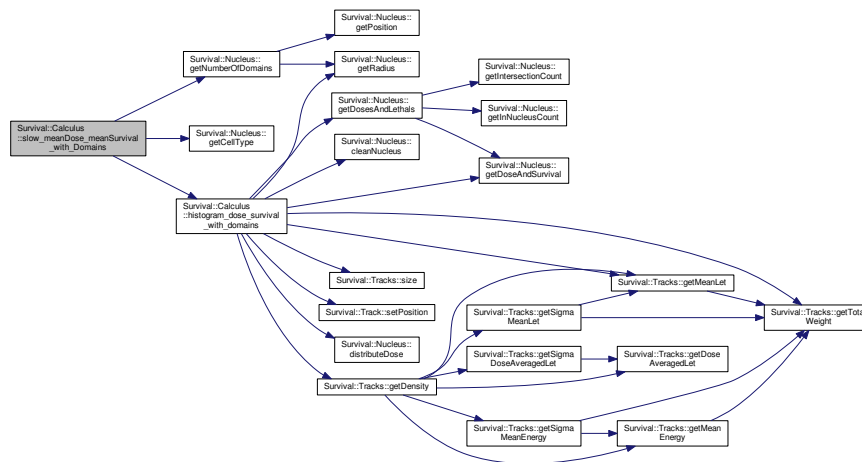 Survival::Nucleus::
getPosition
Survival::Nucleus::
getNumberOfDomains
Survival::Nucleus::
getRadius
Survival::Nucleus::
getIntersectionCount
Survival::Nucleus::
getDosesAndLethals
Survival::Nucleus::
getInNucleusCount
Survival::Calculus
::slow_meanDose_meanSurvival
_with_Domains
Survival::Nucleus::
getCellType
Survival::Nucleus::
cleanNucleus
Survival::Nucleus::
getDoseAndSurvival
Survival::Calculus
::histogram_dose_survival
_with_domains
Survival::Tracks::size
Survival::Tracks::getMeanLet
Survival::Track::setPosition
Survival::Tracks::getSigma
MeanLet
Survival::Tracks::getTotal
Weight
Survival::Nucleus::
distributeDose
Survival::Tracks::getSigma
DoseAveragedLet
Survival::Tracks::getDose
AveragedLet
Survival::Tracks::getDensity
Survival::Tracks::getSigma
MeanEnergy
Survival::Tracks::getMean
Energy